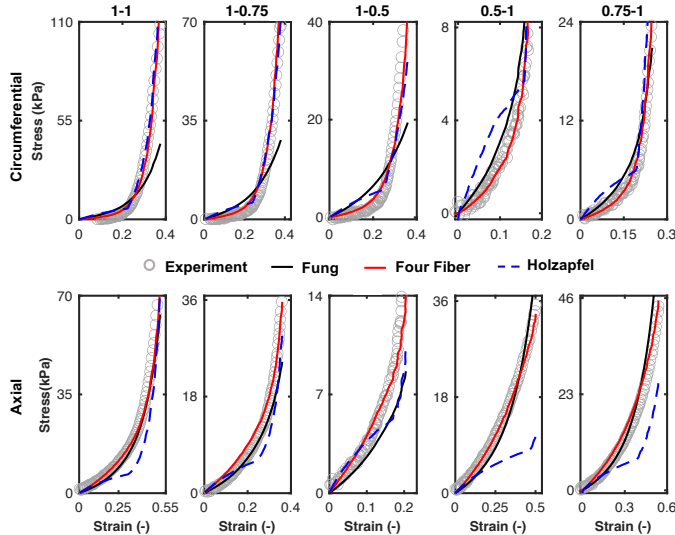 1-1 1-0.75 1-0.5 0.5-1 0.75-1
Circumferential
Stress (kPa)
110 70 40 8 24
55 35 20 4 12
0 0 0 0 0
0 0.2 0.4 0 0.2 0.4 0 0.2 0.4 0 0.1 0.2 0 0.15 0.3
Experiment Fung Four Fiber Holzapfel
Axial
Stress(kPa)
70 36 14 36 46
35 18 7 18 23
0 0 0 0 0
0 0.25 0.55 0 0.2 0.4 0 0.1 0.2 0 0.25 0.5 0 0.3 0.6
Strain (-) Strain (-) Strain (-) Strain (-) Strain (-)